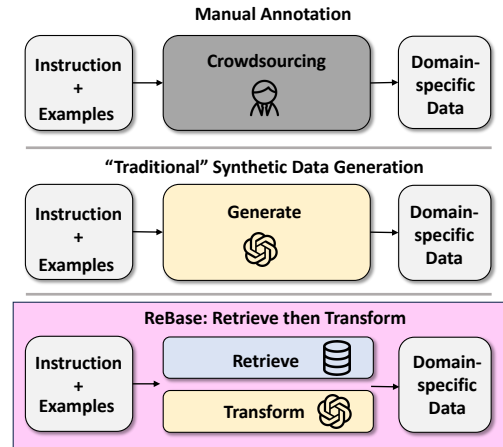 Manual Annotation
Instruction
+
Examples
Crowdsourcing
Domain-
specific
Data
“Traditional” Synthetic Data Generation
Instruction
+
Examples
Generate
Domain-
specific
Data
ReBase: Retrieve then Transform
Instruction
+
Examples
Retrieve
Transform
Domain-
specific
Data